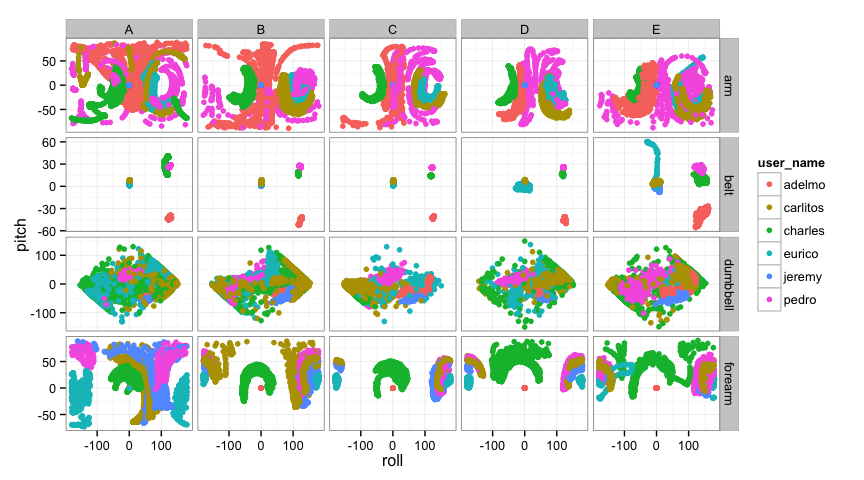 A B C D E
50
0
-50
arm
60
30
0
-30
-60
belt
100
0
-100
dumbbell
50
0
-50
forearm
pitch
-100 0 100 -100 0 100 -100 0 100 -100 0 100 -100 0 100
roll
user_name
adelmo
carlitos
charles
eurico
jeremy
pedro